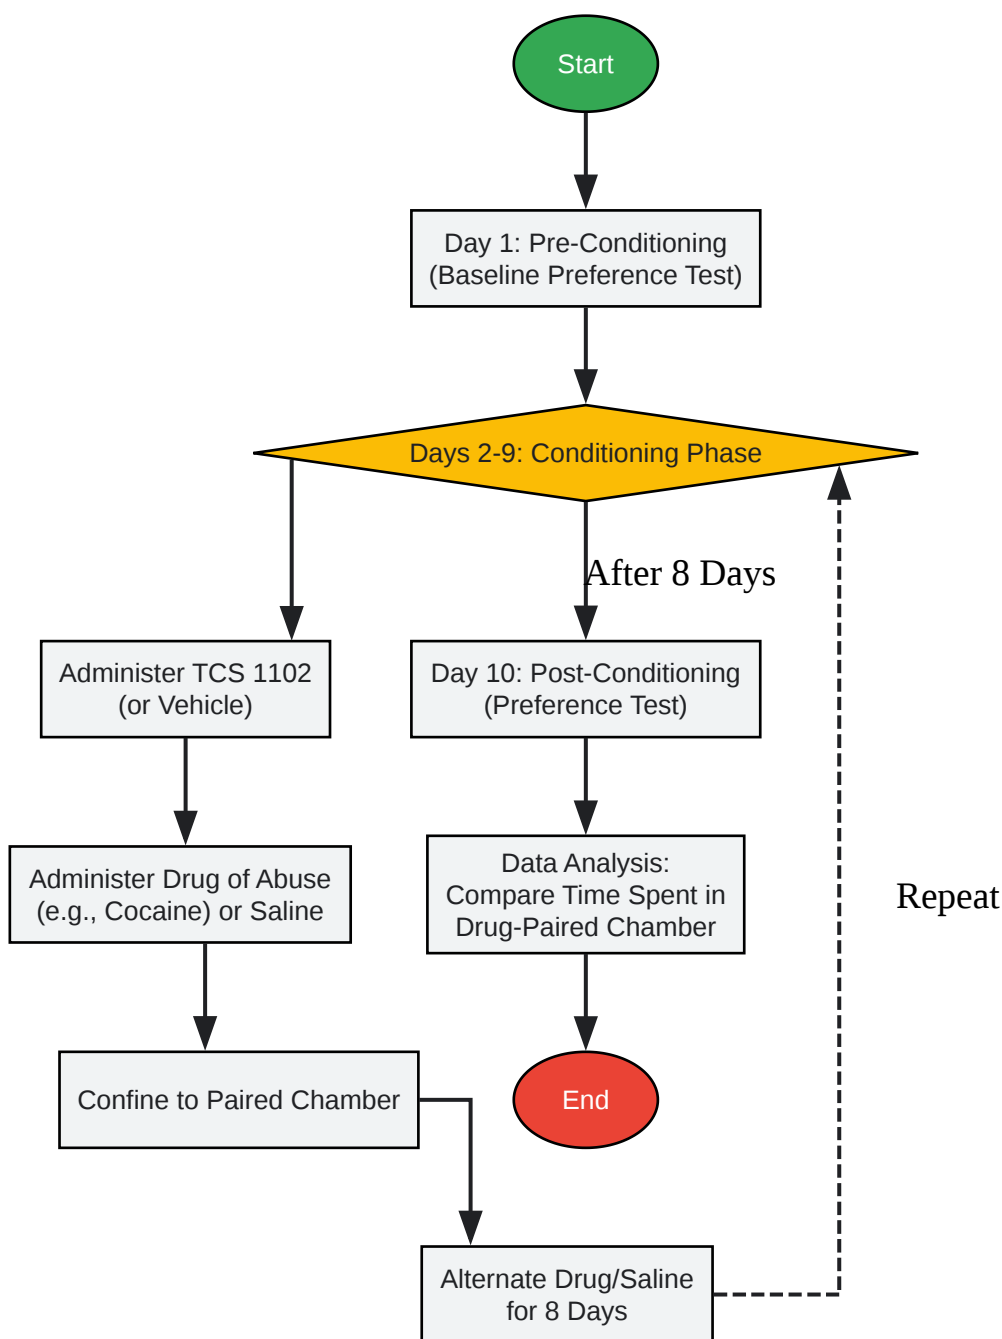 Start
Day 1: Pre-Conditioning
(Baseline Preference Test)
Days 2-9: Conditioning Phase
After 8 Days
Administer TCS 1102
(or Vehicle)
Day 10: Post-Conditioning
(Preference Test)
Administer Drug of Abuse
(e.g., Cocaine) or Saline
Data Analysis:
Compare Time Spent in
Drug-Paired Chamber
Repeat
Confine to Paired Chamber
End
Alternate Drug/Saline
for 8 Days